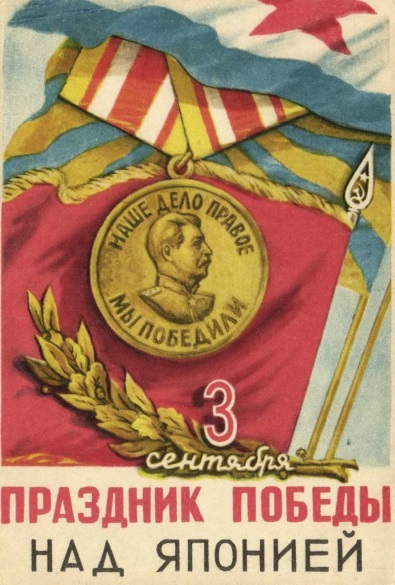 НАШЕ ДЕЛО ПРАВОЕ
МЫ ПОБЕДИЛИ
3
сентября
ПРАЗДНИК ПОБЕДЫ
НАД ЯПОНИЕЙ